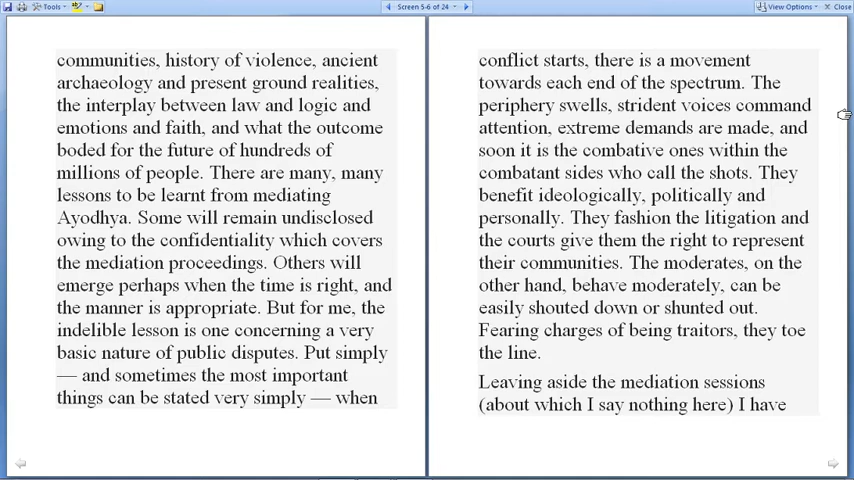 Tools
Screen 5-6 of 24
View Options
Close
communities, history of violence, ancient
archaeology and present ground realities,
the interplay between law and logic and
emotions and faith, and what the outcome
boded for the future of hundreds of
millions of people. There are many, many
lessons to be learnt from mediating
Ayodhya. Some will remain undisclosed
owing to the confidentiality which covers
the mediation proceedings. Others will
emerge perhaps when the time is right, and
the manner is appropriate. But for me, the
indelible lesson is one concerning a very
basic nature of public disputes. Put simply
— and sometimes the most important
things can be stated very simply — when
conflict starts, there is a movement
towards each end of the spectrum. The
periphery swells, strident voices command
attention, extreme demands are made, and
soon it is the combative ones within the
combatant sides who call the shots. They
benefit ideologically, politically and
personally. They fashion the litigation and
the courts give them the right to represent
their communities. The moderates, on the
other hand, behave moderately, can be
easily shouted down or shunted out.
Fearing charges of being traitors, they toe
the line.
Leaving aside the mediation sessions
(about which I say nothing here) I have